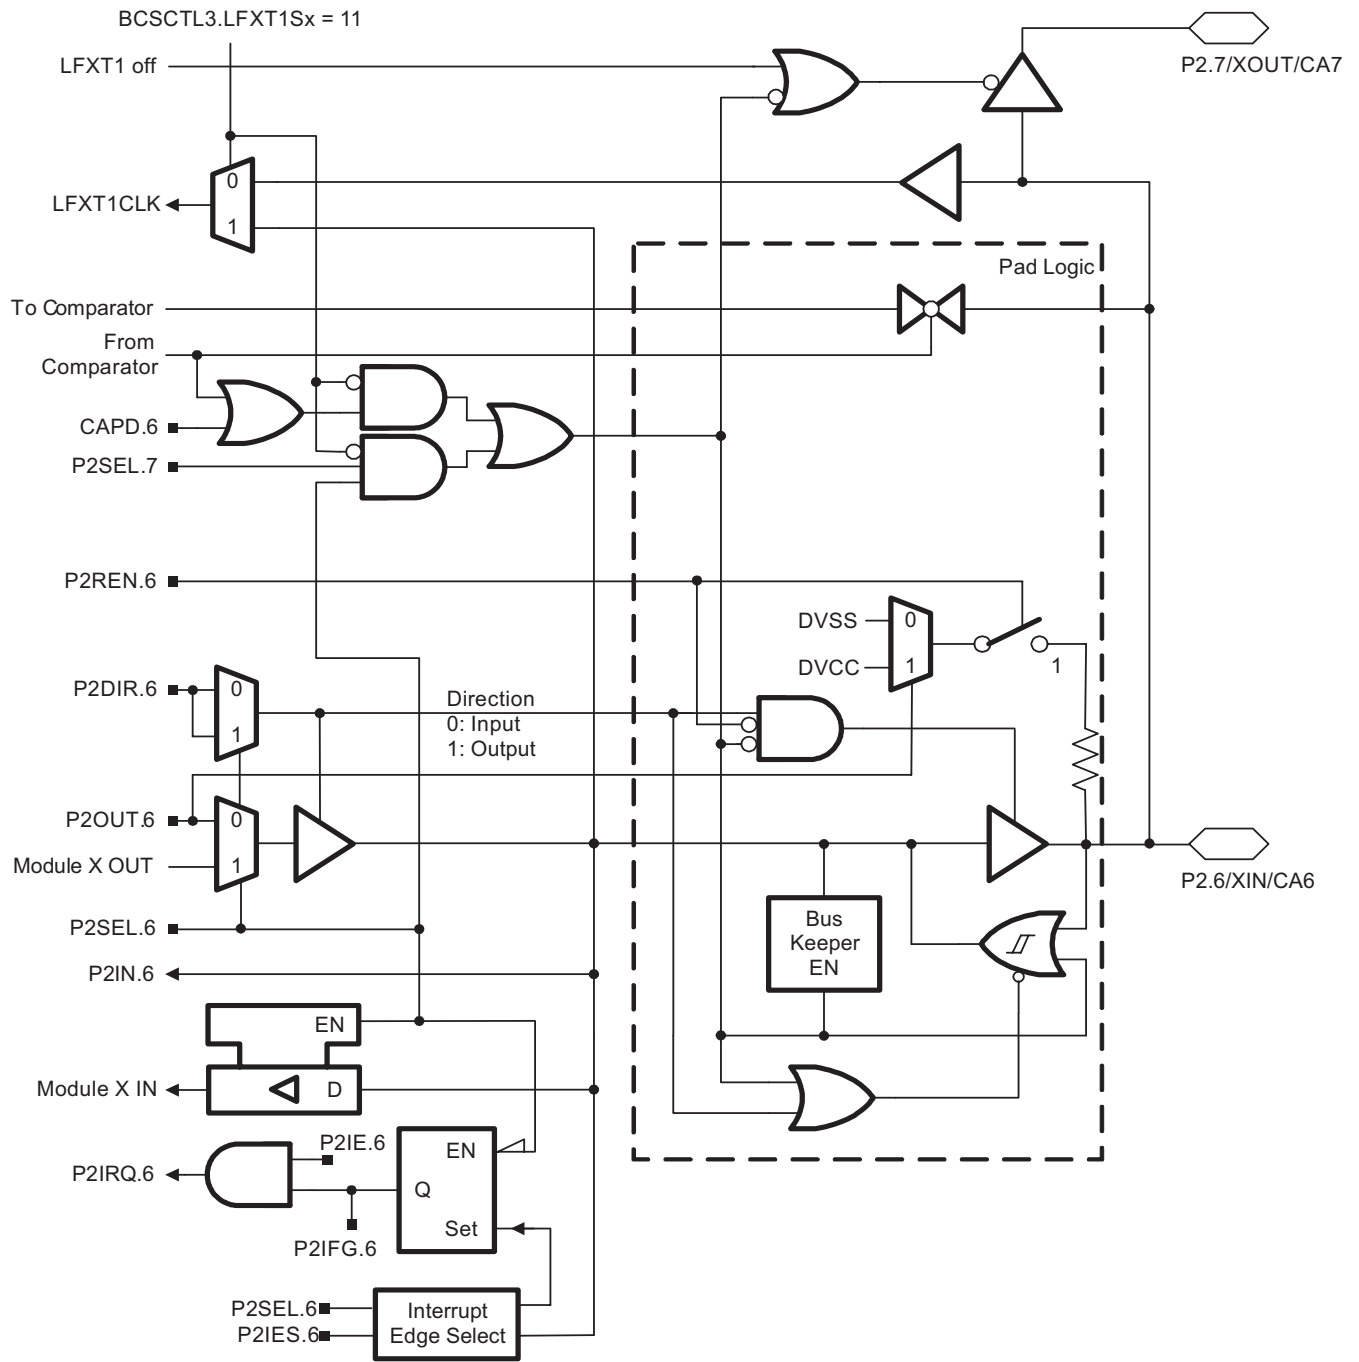 BCSCTL3.LFXT1Sx = 11
LFXT1 off
P2.7/XOUT/CA7
0
LFXT1CLK
1
Pad Logic
To Comparator
From
Comparator
CAPD.6
P2SEL.7
P2REN.6
DVSS
0
DVCC
1
1
P2DIR.6
0
1
Direction
0: Input
1: Output
P2OUT.6
0
Module X OUT
1
P2.6/XIN/CA6
P2SEL.6
Bus
Keeper
EN
P2IN.6
EN
Module X IN
D
P2IE.6
EN
P2IRQ.6
Q
Set
P2IFG.6
P2SEL.6
P2IES.6
Interrupt
Edge Select